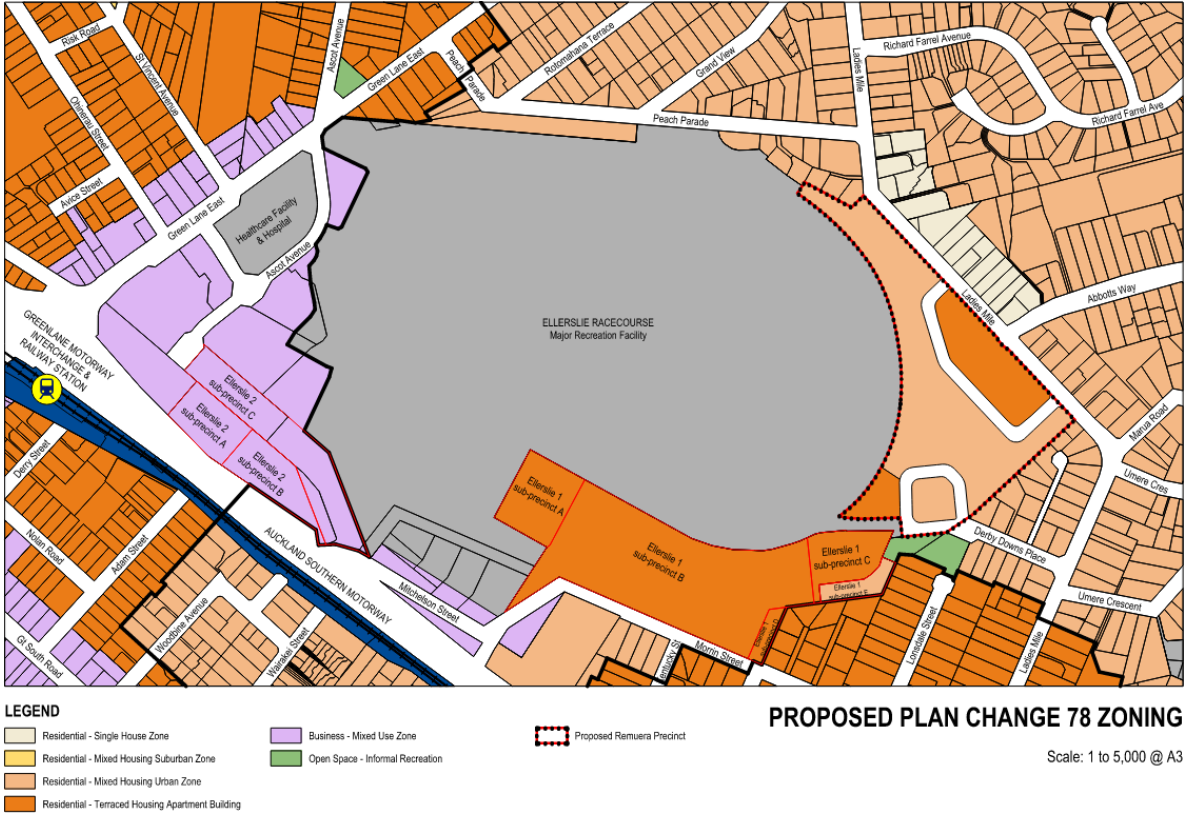 Risk Road
St Vincent Avenue
Ohinerau Street
Avice Street
Ascot Avenue
Green Lane East
Peach
Parade
Rotomahana Terrace
Grand View
Ladies Mile
Richard Farrel Avenue
Richard Farrel Ave
Peach Parade
Green Lane East
Healthcare Facility
& Hospital
Ascot Avenue
GREENLANE MOTORWAY
INTERCHANGE &
RAILWAY STATION
ELLERSLIE RACECOURSE
Major Recreation Facility
Ladies Mile
Abbotts Way
Marua Road
Umere Cres
Ellerslie 2
sub-precinct C
Ellerslie 2
sub-precinct A
Ellerslie 2
sub-precinct B
Derry Street
Nolan Road
Adam Street
Gt South Road
Woodbine Avenue
Wairakei Street
AUCKLAND SOUTHERN MOTORWAY
Mitchelson Street
Ellerslie 1
sub-precinct A
Ellerslie 1
sub-precinct B
Ellerslie 1
sub-precinct C
Ellerslie 1
Ellerslie 1
Derby Downs Place
Umere Crescent
Morrin Street
Lonsdale Street
Ladies Mile
LEGEND
Residential - Single House Zone
Residential - Mixed Housing Suburban Zone
Residential - Mixed Housing Urban Zone
Residential - Terraced Housing Apartment Building
Business - Mixed Use Zone
Open Space - Informal Recreation
Proposed Remuera Precinct
PROPOSED PLAN CHANGE 78 ZONING
Scale: 1 to 5,000 @ A3